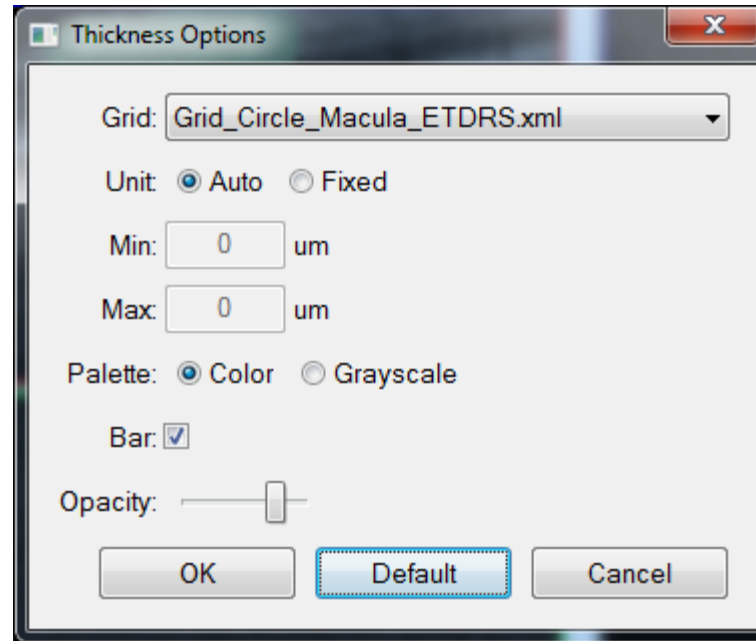 Thickness Options
Grid: Grid_Circle_Macula_ETDRS.xml
Unit: Auto Fixed
Min: 0 um
Max: 0 um
Palette: Color Grayscale
Bar:
Opacity:
OK Default Cancel